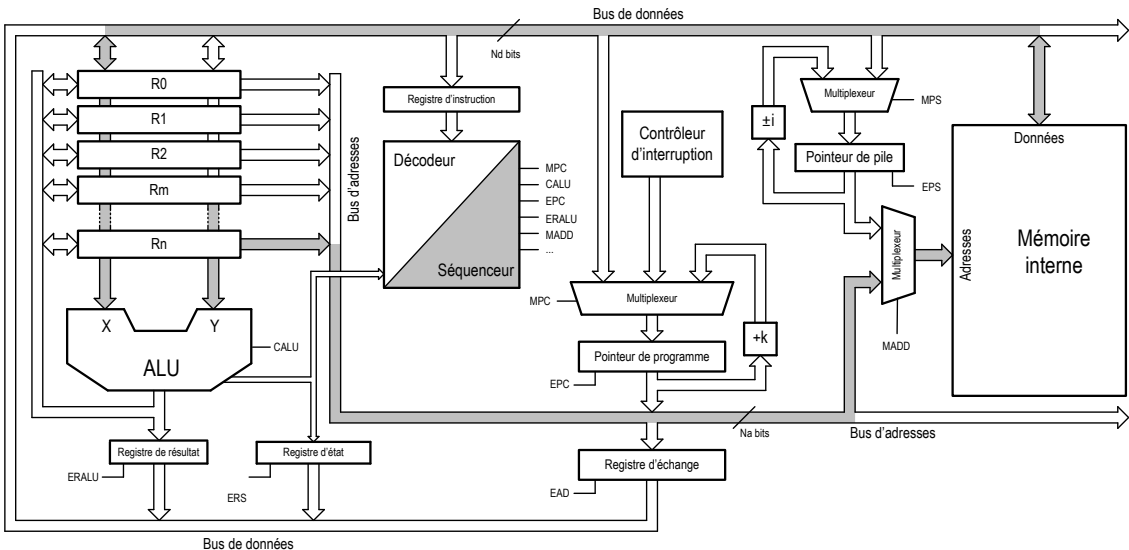 Bus de données
Nd bits
R0
R1
R2
Rm
Rn
Bus d'adresses
Registre d'instruction
Décodeur
Séquenceur
MPC
CALU
EPC
ERALU
MADD
...
Contrôleur
d'interruption
Multiplexeur
MPS
±i
Pointeur de pile
EPS
Données
Adresses
Mémoire
interne
Multiplexeur
MADD
MPC
Multiplexeur
+k
Pointeur de programme
EPC
X
Y
ALU
CALU
Na bits
Bus d'adresses
Registre de résultat
ERALU
Registre d'état
ERS
Registre d'échange
EAD
Bus de données